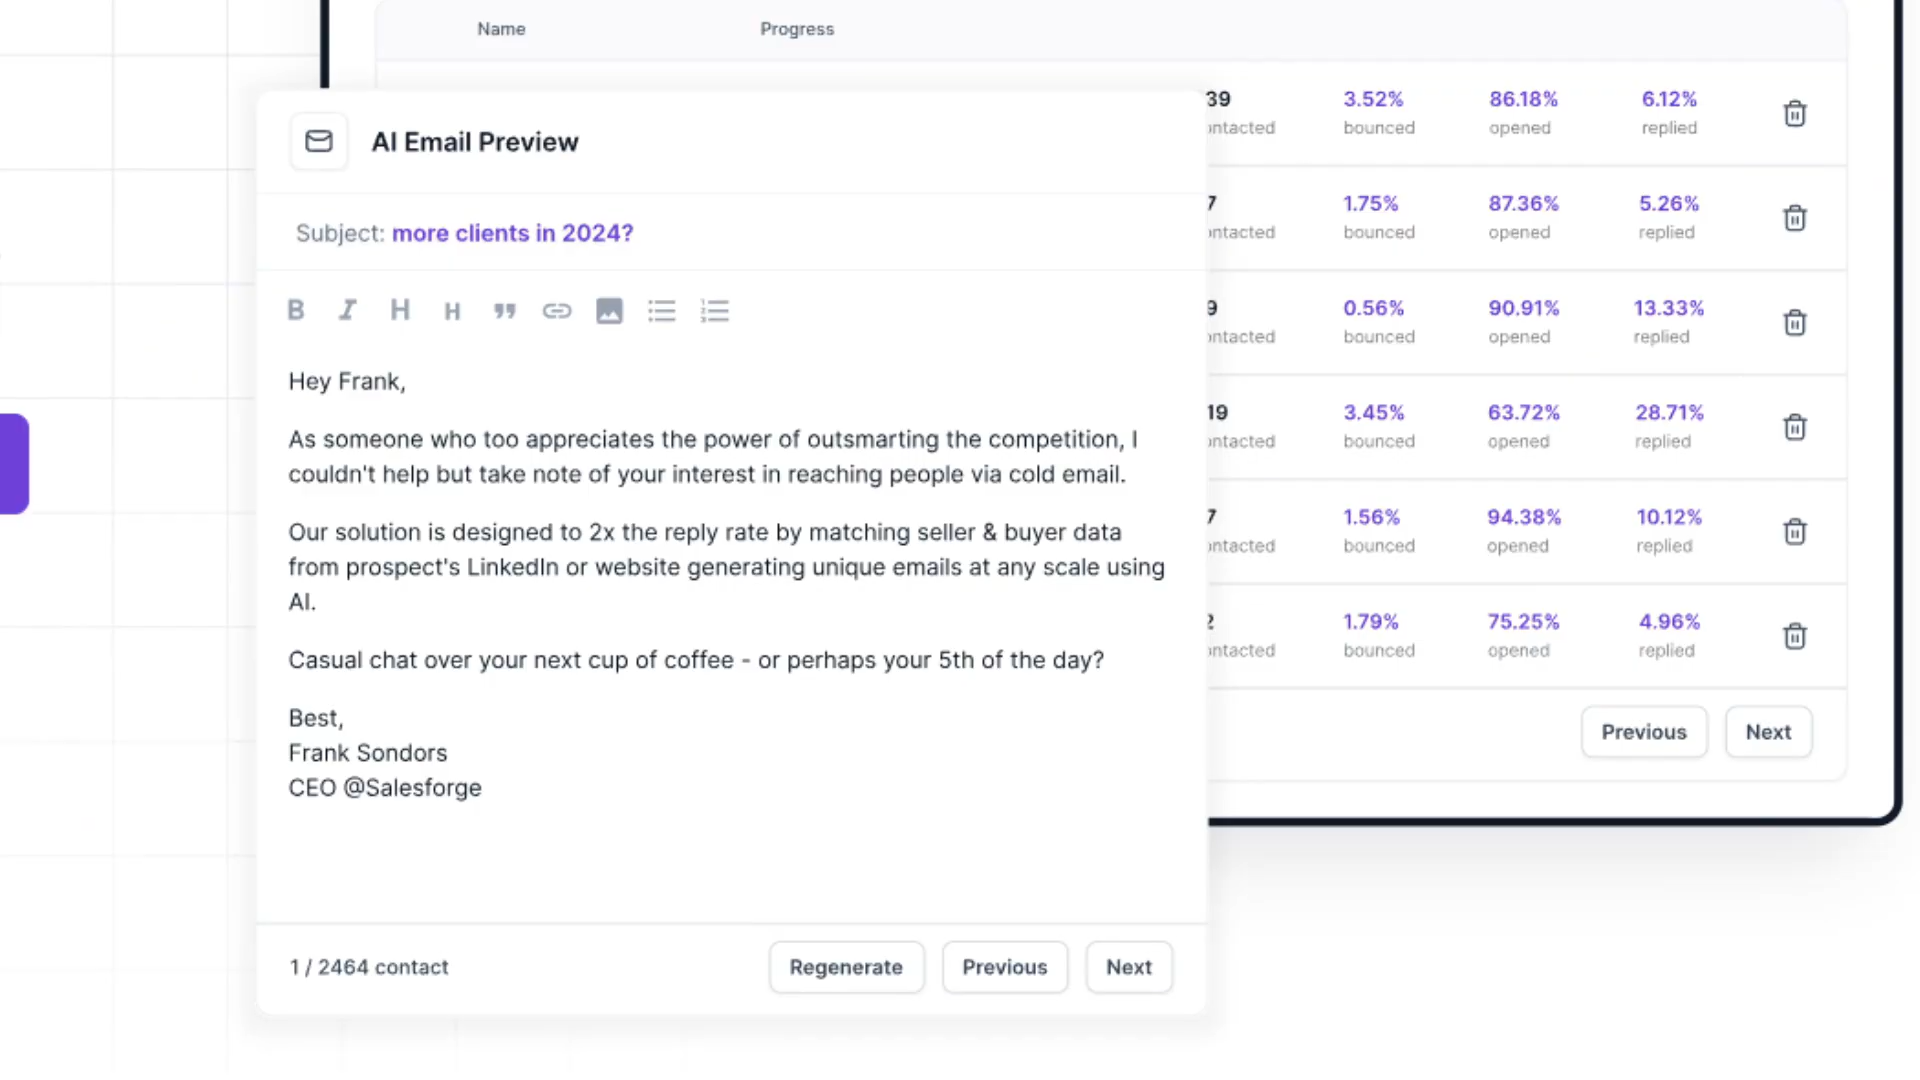 Name Progress
AI Email Preview
Subject: more clients in 2024?
B I H H
Hey Frank,
As someone who too appreciates the power of outsmarting the competition, I
couldn't help but take note of your interest in reaching people via cold email.
Our solution is designed to 2x the reply rate by matching seller & buyer data
from prospect's LinkedIn or website generating unique emails at any scale using
AI.
Casual chat over your next cup of coffee - or perhaps your 5th of the day?
Best,
Frank Sondors
CEO @Salesforge
1 / 2464 contact Regenerate Previous Next
39 3.52% 86.18% 6.12%
ontacted bounced opened replied
7 1.75% 87.36% 5.26%
ontacted bounced opened replied
9 0.56% 90.91% 13.33%
ontacted bounced opened replied
19 3.45% 63.72% 28.71%
ontacted bounced opened replied
7 1.56% 94.38% 10.12%
ontacted bounced opened replied
2 1.79% 75.25% 4.96%
ontacted bounced opened replied
Previous Next